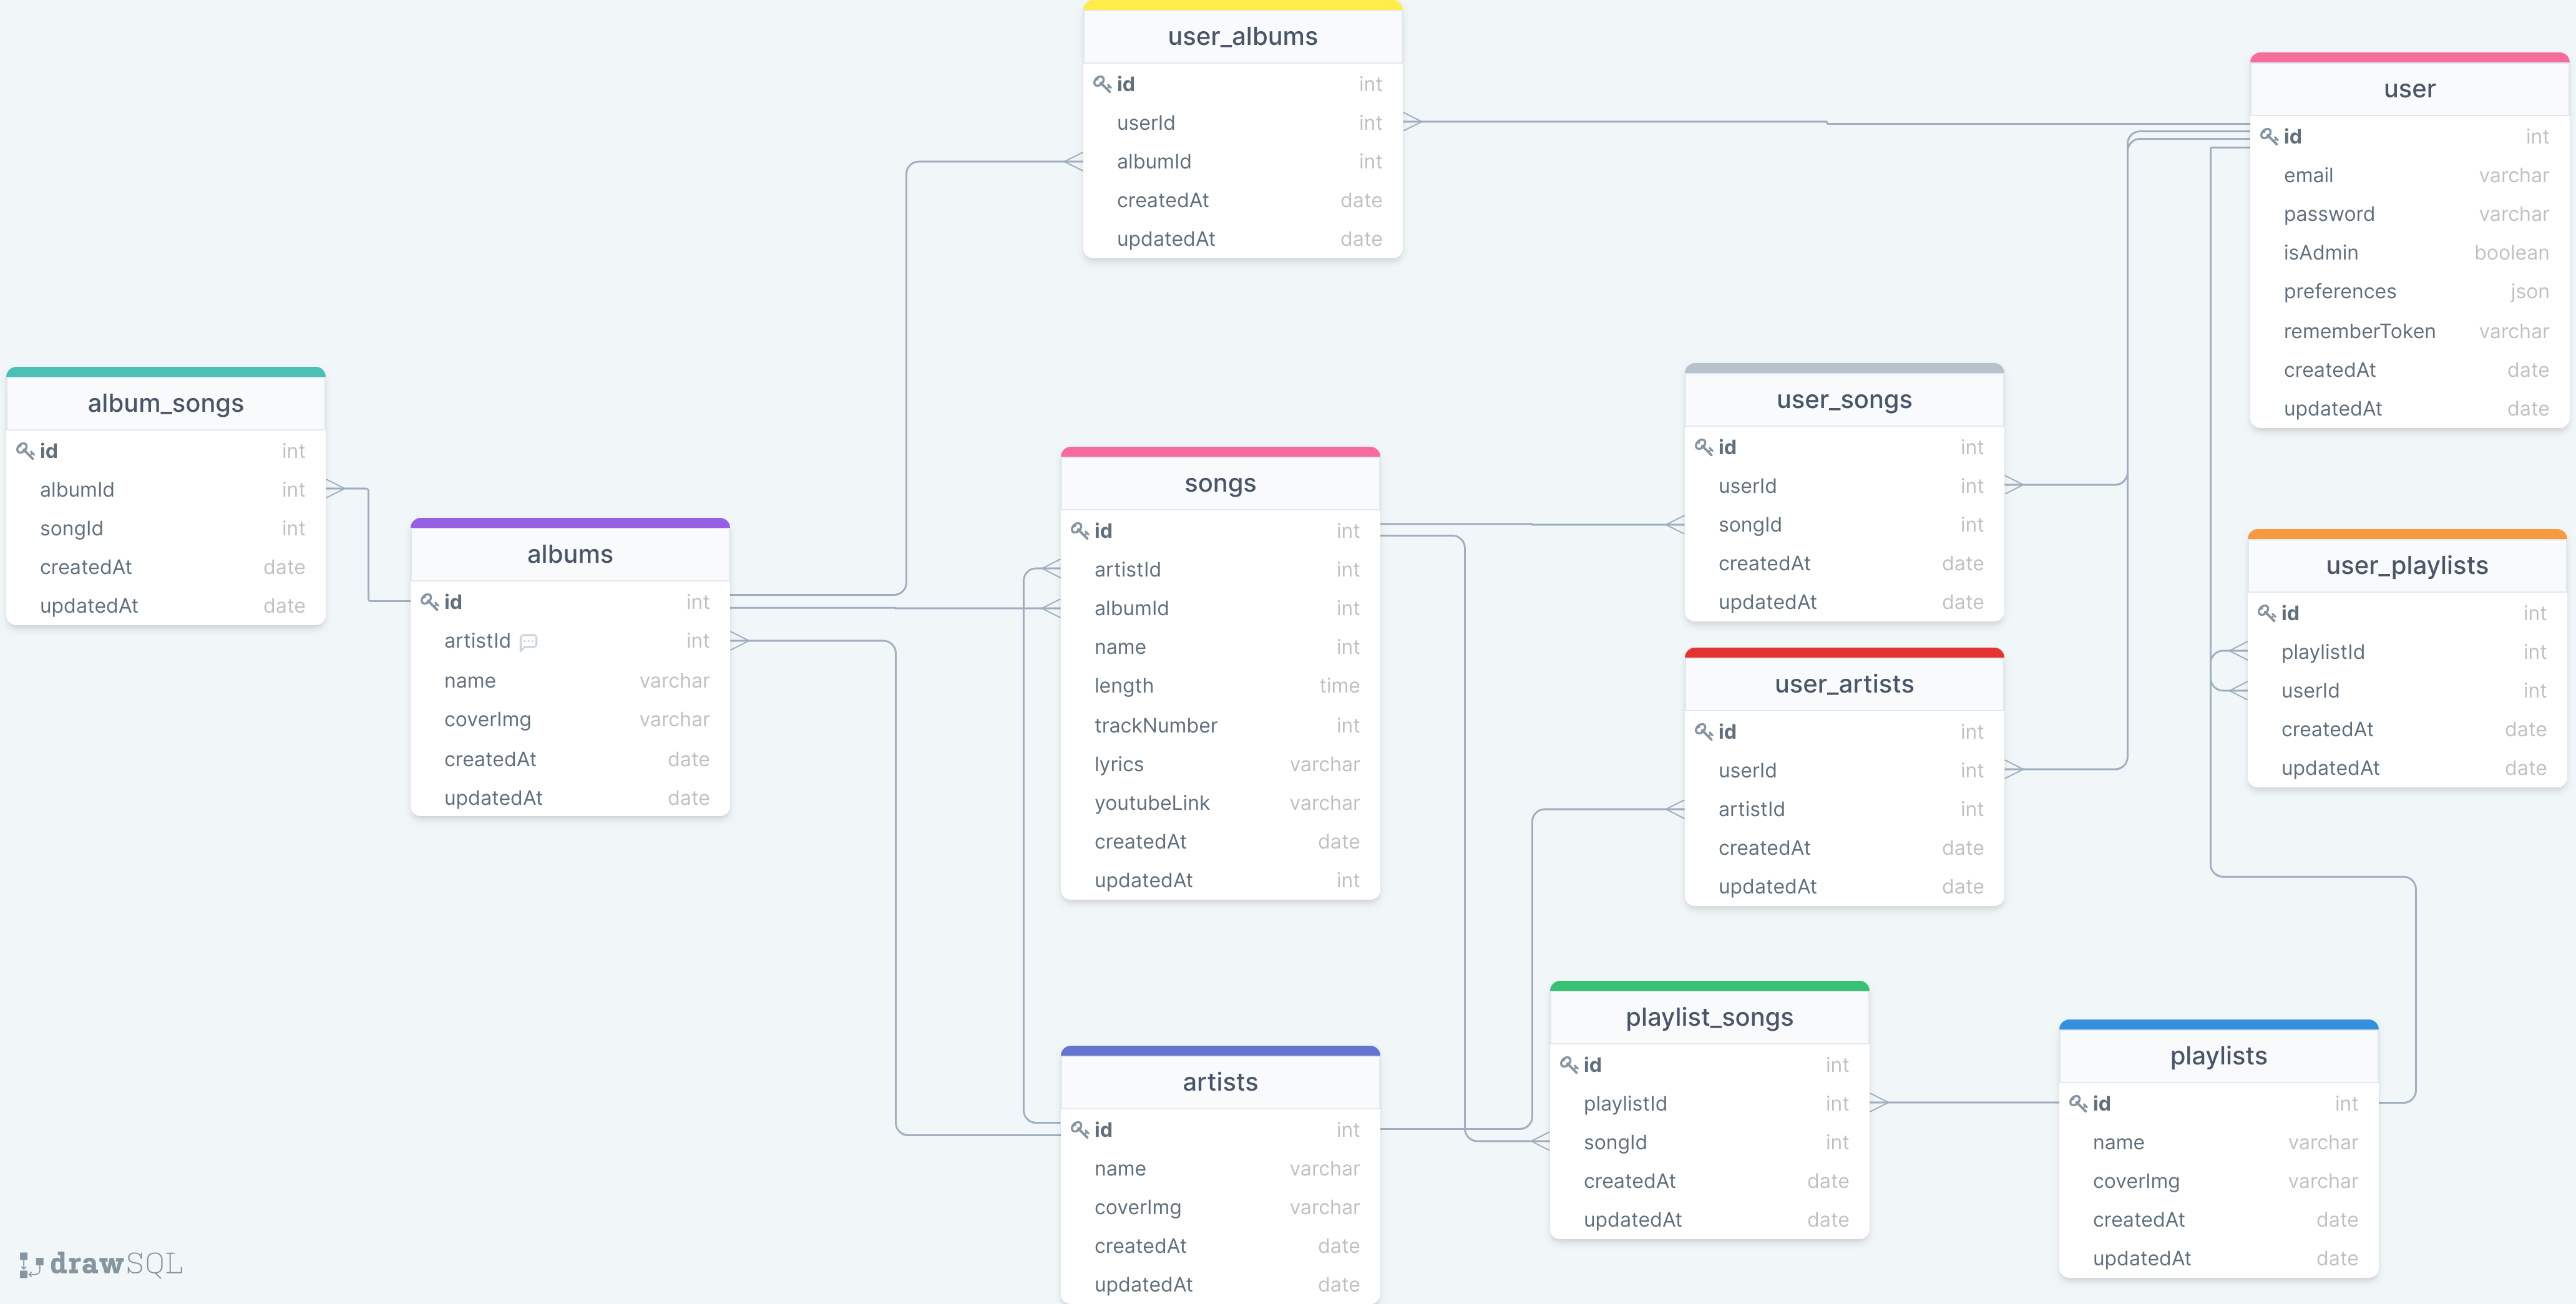 user_albums
id int
userId int
albumId int
createdAt date
updatedAt date
user
id int
email varchar
password varchar
isAdmin boolean
preferences json
rememberToken varchar
createdAt date
updatedAt date
album_songs
id int
albumId int
songId int
createdAt date
updatedAt date
albums
id int
artistId int
name varchar
coverImg varchar
createdAt date
updatedAt date
songs
id int
artistId int
albumId int
name int
length time
trackNumber int
lyrics varchar
youtubeLink varchar
createdAt date
updatedAt int
user_songs
id int
userId int
songId int
createdAt date
updatedAt date
user_playlists
id int
playlistId int
userId int
createdAt date
updatedAt date
user_artists
id int
userId int
artistId int
createdAt date
updatedAt date
artists
id int
name varchar
coverImg varchar
createdAt date
updatedAt date
playlist_songs
id int
playlistId int
songId int
createdAt date
updatedAt date
playlists
id int
name varchar
coverImg varchar
createdAt date
updatedAt date
drawSQL